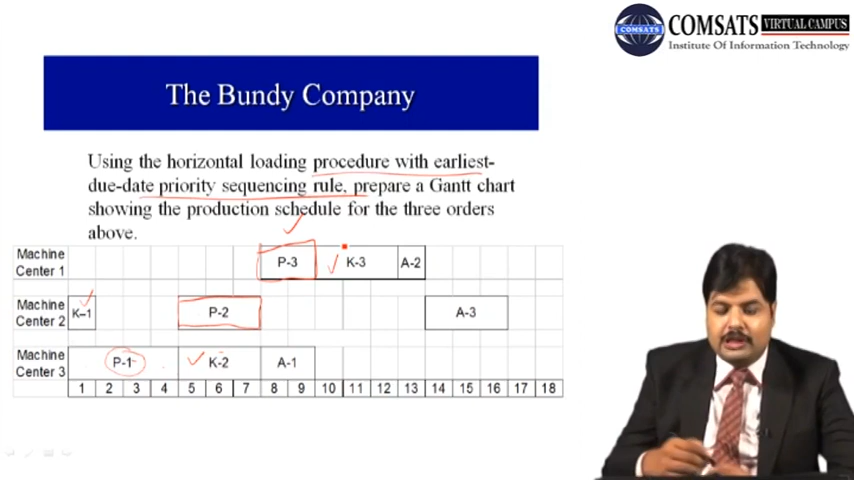 COMSATS VIRTUAL CAMPUS
COMSATS
Institute Of Information Technology
The Bundy Company
Using the horizontal loading procedure with earliest-
due-date priority sequencing rule, prepare a Gantt chart
showing the production schedule for the three orders
above.
Machine
Center 1
P-3 K-3 A-2
Machine
Center 2
K-1 P-2 A-3
Machine
Center 3
P-1 K-2 A-1
1 2 3 4 5 6 7 8 9 10 11 12 13 14 15 16 17 18